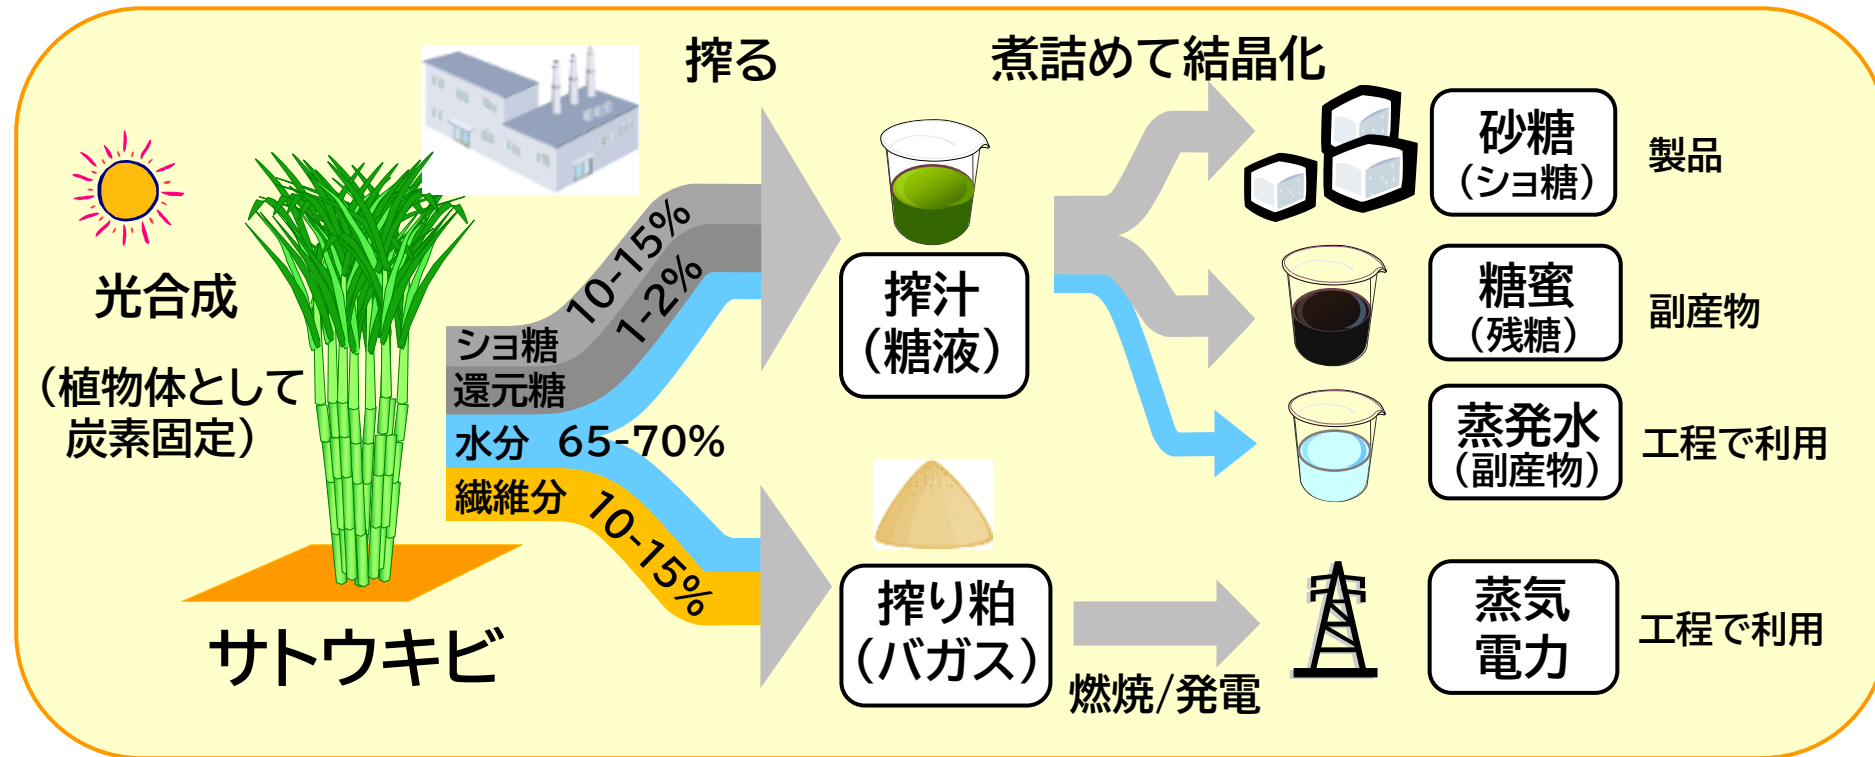 搾る
煮詰めて結晶化
光合成
（植物体として
炭素固定）
サトウキビ
ショ糖 10-15%
還元糖 1-2%
水分 65-70%
繊維分 10-15%
搾汁
（糖液）
搾り粕
（バガス）
燃焼/発電
砂糖
（ショ糖）
製品
糖蜜
（残糖）
副産物
蒸発水
（副産物）
工程で利用
蒸気
電力
工程で利用